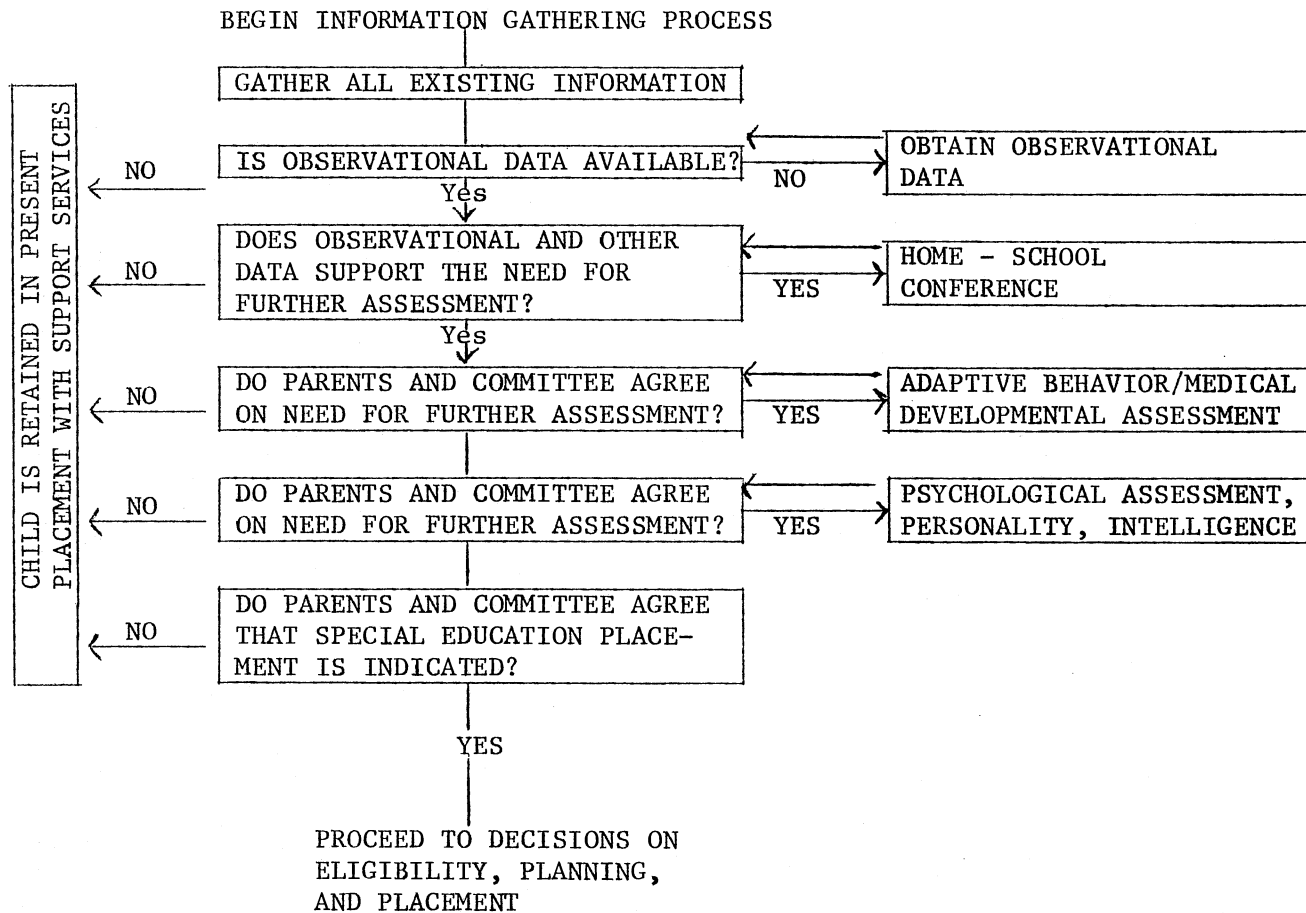 BEGIN INFORMATION GATHERING PROCESS
GATHER ALL EXISTING INFORMATION
CHILD IS RETAINED IN PRESENT
PLACEMENT WITH SUPPORT SERVICES
NO
IS OBSERVATIONAL DATA AVAILABLE?
NO
OBTAIN OBSERVATIONAL
DATA
Yes
NO
DOES OBSERVATIONAL AND OTHER
DATA SUPPORT THE NEED FOR
FURTHER ASSESSMENT?
YES
HOME - SCHOOL
CONFERENCE
Yes
NO
DO PARENTS AND COMMITTEE AGREE
ON NEED FOR FURTHER ASSESSMENT?
YES
ADAPTIVE BEHAVIOR/MEDICAL
DEVELOPMENTAL ASSESSMENT
NO
DO PARENTS AND COMMITTEE AGREE
ON NEED FOR FURTHER ASSESSMENT?
YES
PSYCHOLOGICAL ASSESSMENT,
PERSONALITY, INTELLIGENCE
NO
DO PARENTS AND COMMITTEE AGREE
THAT SPECIAL EDUCATION PLACE-
MENT IS INDICATED?
YES
PROCEED TO DECISIONS ON
ELIGIBILITY, PLANNING,
AND PLACEMENT